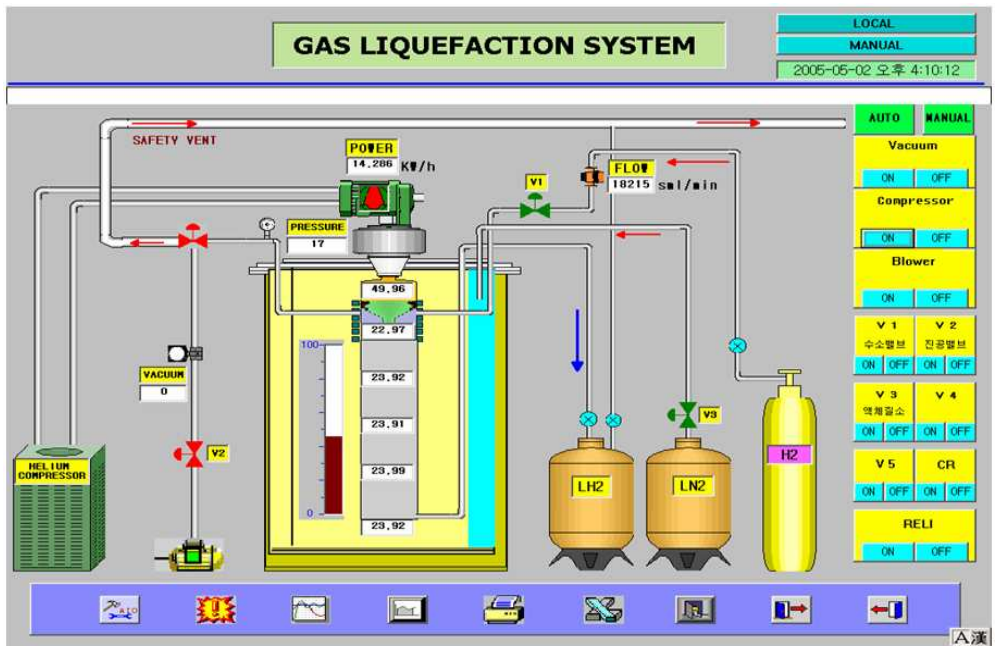 GAS LIQUEFACTION SYSTEM
LOCAL
MANUAL
2005-05-02 오후 4:10:12
SAFETY VENT
POWER
14,286 KW/h
V1
FLOW
18215 sml/min
PRESSURE
17
49,96
22,97
100
23,92
VACUUM
0
23,91
V3
V2
HELIUM
COMPRESSOR
23,99
LH2
LN2
H2
0
23,92
AUTO MANUAL
Vacuum
ON OFF
Compressor
ON OFF
Blower
ON OFF
V 1 V 2
수소밸브 진공밸브
ON OFF ON OFF
V 3 V 4
액체질소
ON OFF ON OFF
V 5 CR
ON OFF ON OFF
RELI
ON OFF
A漢